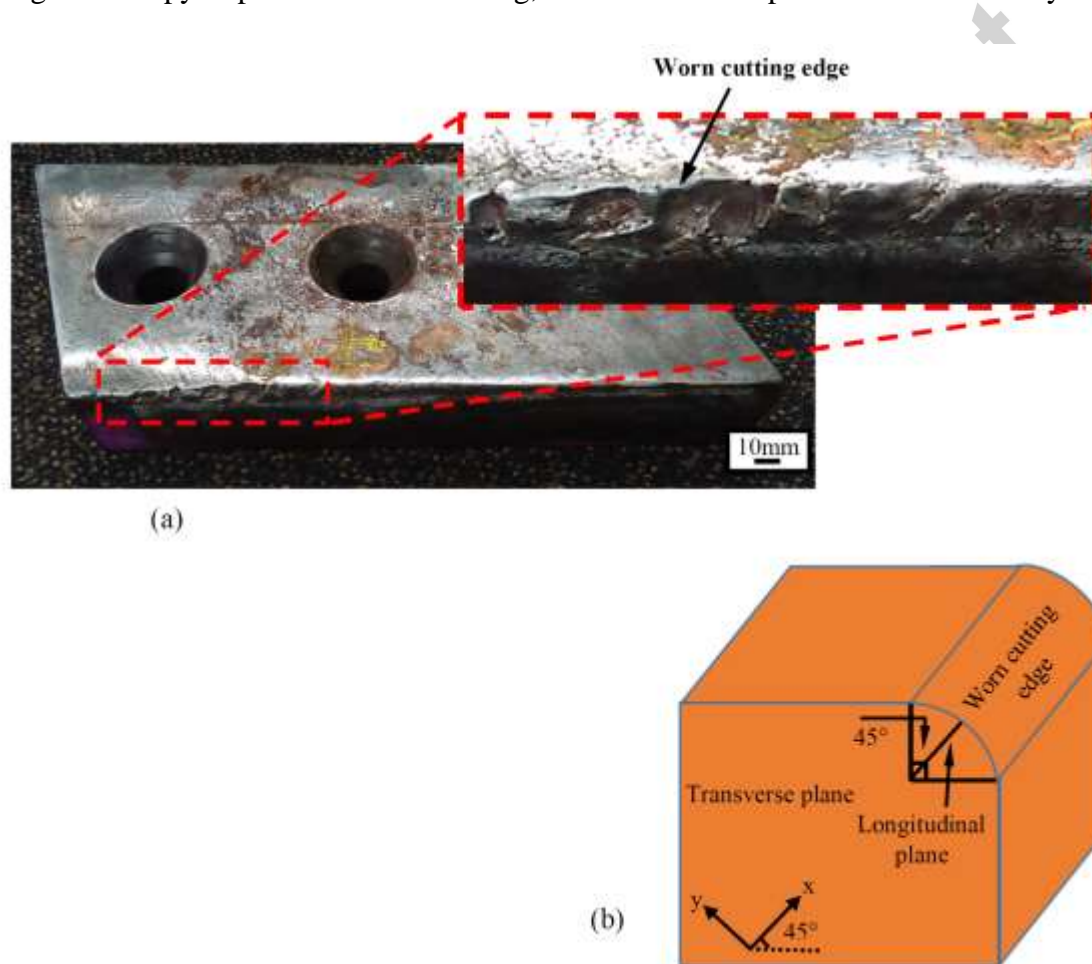 Worn cutting edge
10mm
(a)
Worn cutting
edge
45°
Transverse plane
Longitudinal
plane
x
y
45°
(b)